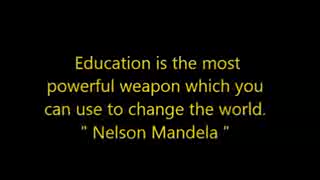 Education is the most
powerful weapon which you
can use to change the world.
" Nelson Mandela "